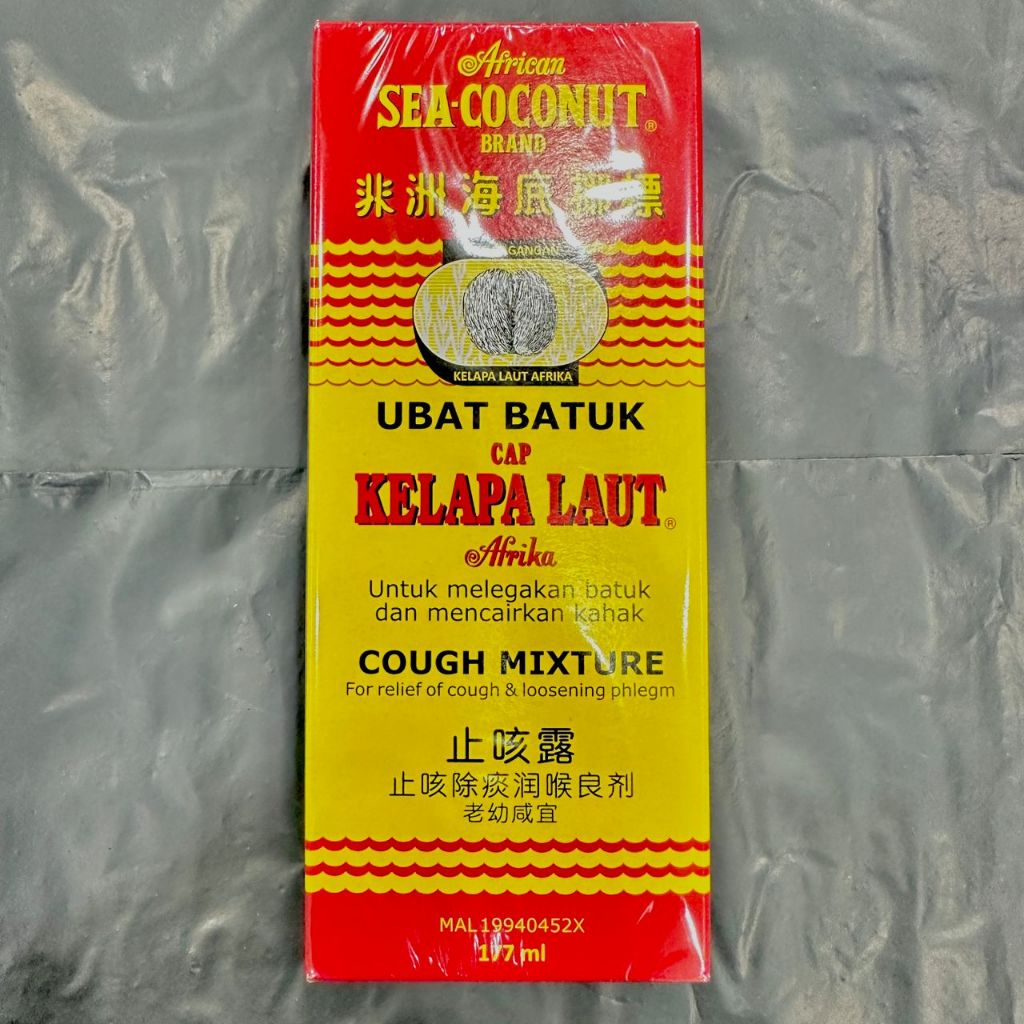 African
SEA-COCONUT®
BRAND
非洲海底椰標
KELAPA LAUT AFRIKA
UBAT BATUK
CAP
KELAPA LAUT®
Afrika
Untuk melegakan batuk
dan mencairkan kahak
COUGH MIXTURE
For relief of cough & loosening phlegm
止咳露
止咳除痰润喉良剂
老幼咸宜
MAL19940452X
177 ml